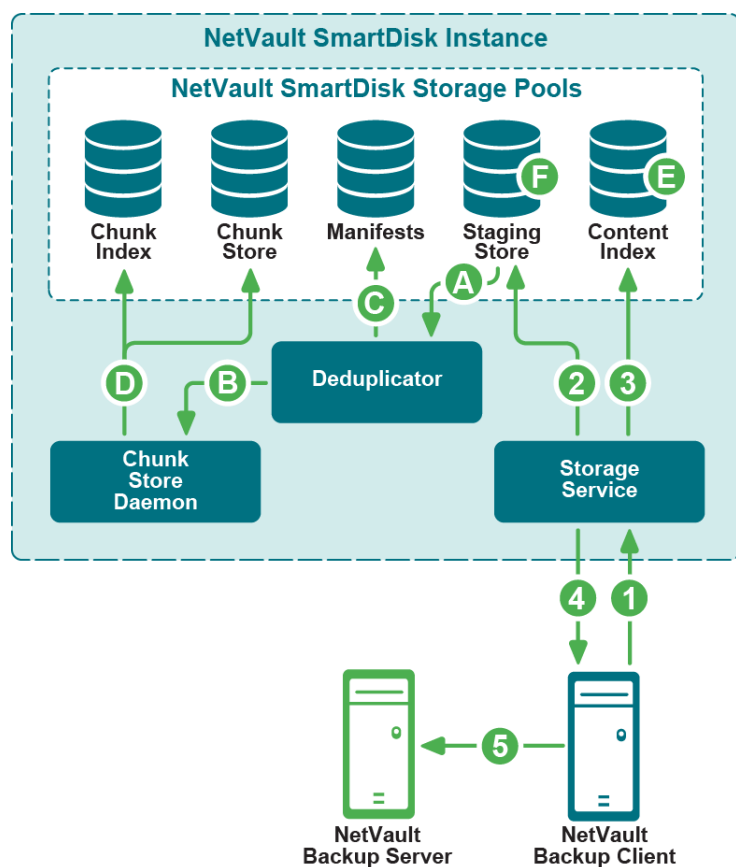 NetVault SmartDisk Instance
NetVault SmartDisk Storage Pools
F
E
Chunk
Index
Chunk
Store
Manifests
Staging
Store
Content
Index
A
C
D
B
2
3
Deduplicator
Chunk
Store
Daemon
Storage
Service
4
1
5
NetVault
Backup Server
NetVault
Backup Client